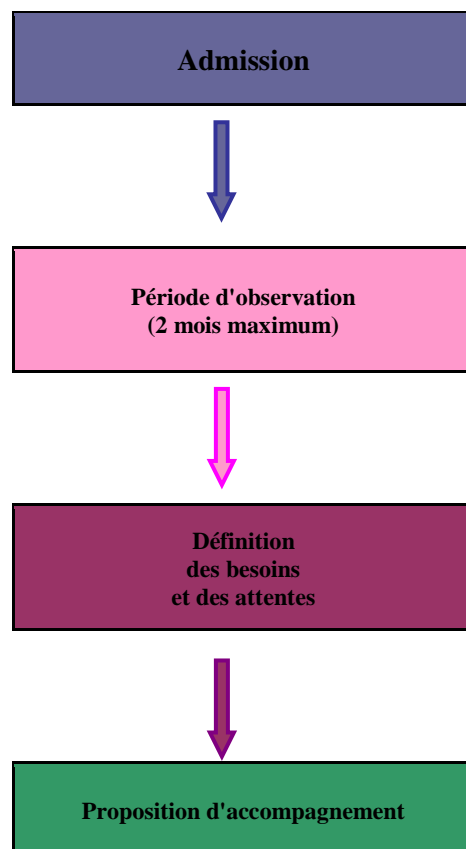 Admission
Période d'observation
(2 mois maximum)
Définition
des besoins
et des attentes
Proposition d'accompagnement